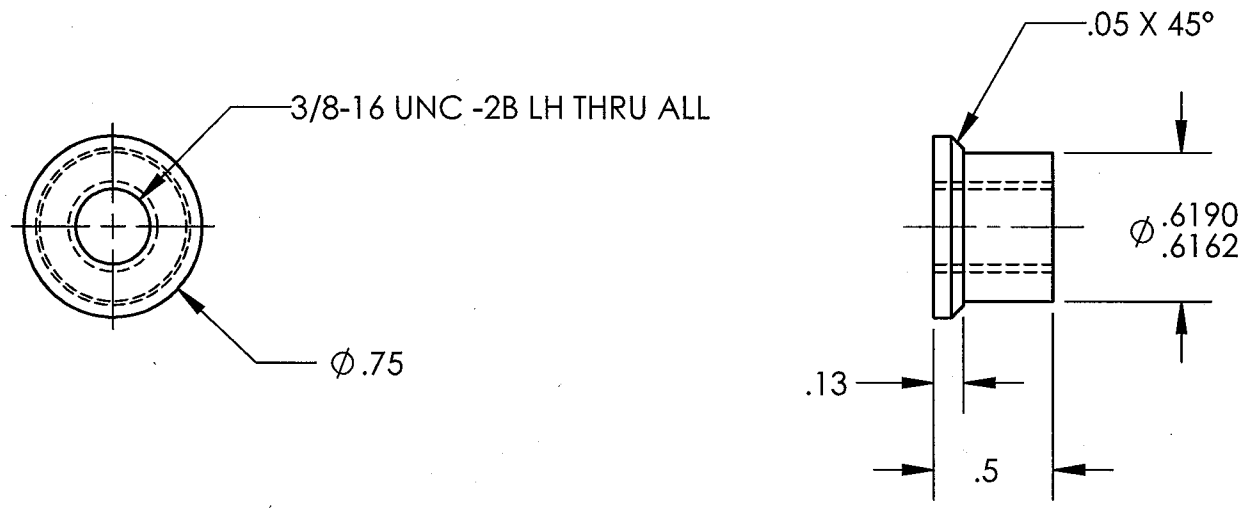 .05 X 45°
3/8-16 UNC -2B LH THRU ALL
∅ .6190
.6162
∅ .75
.13
.5